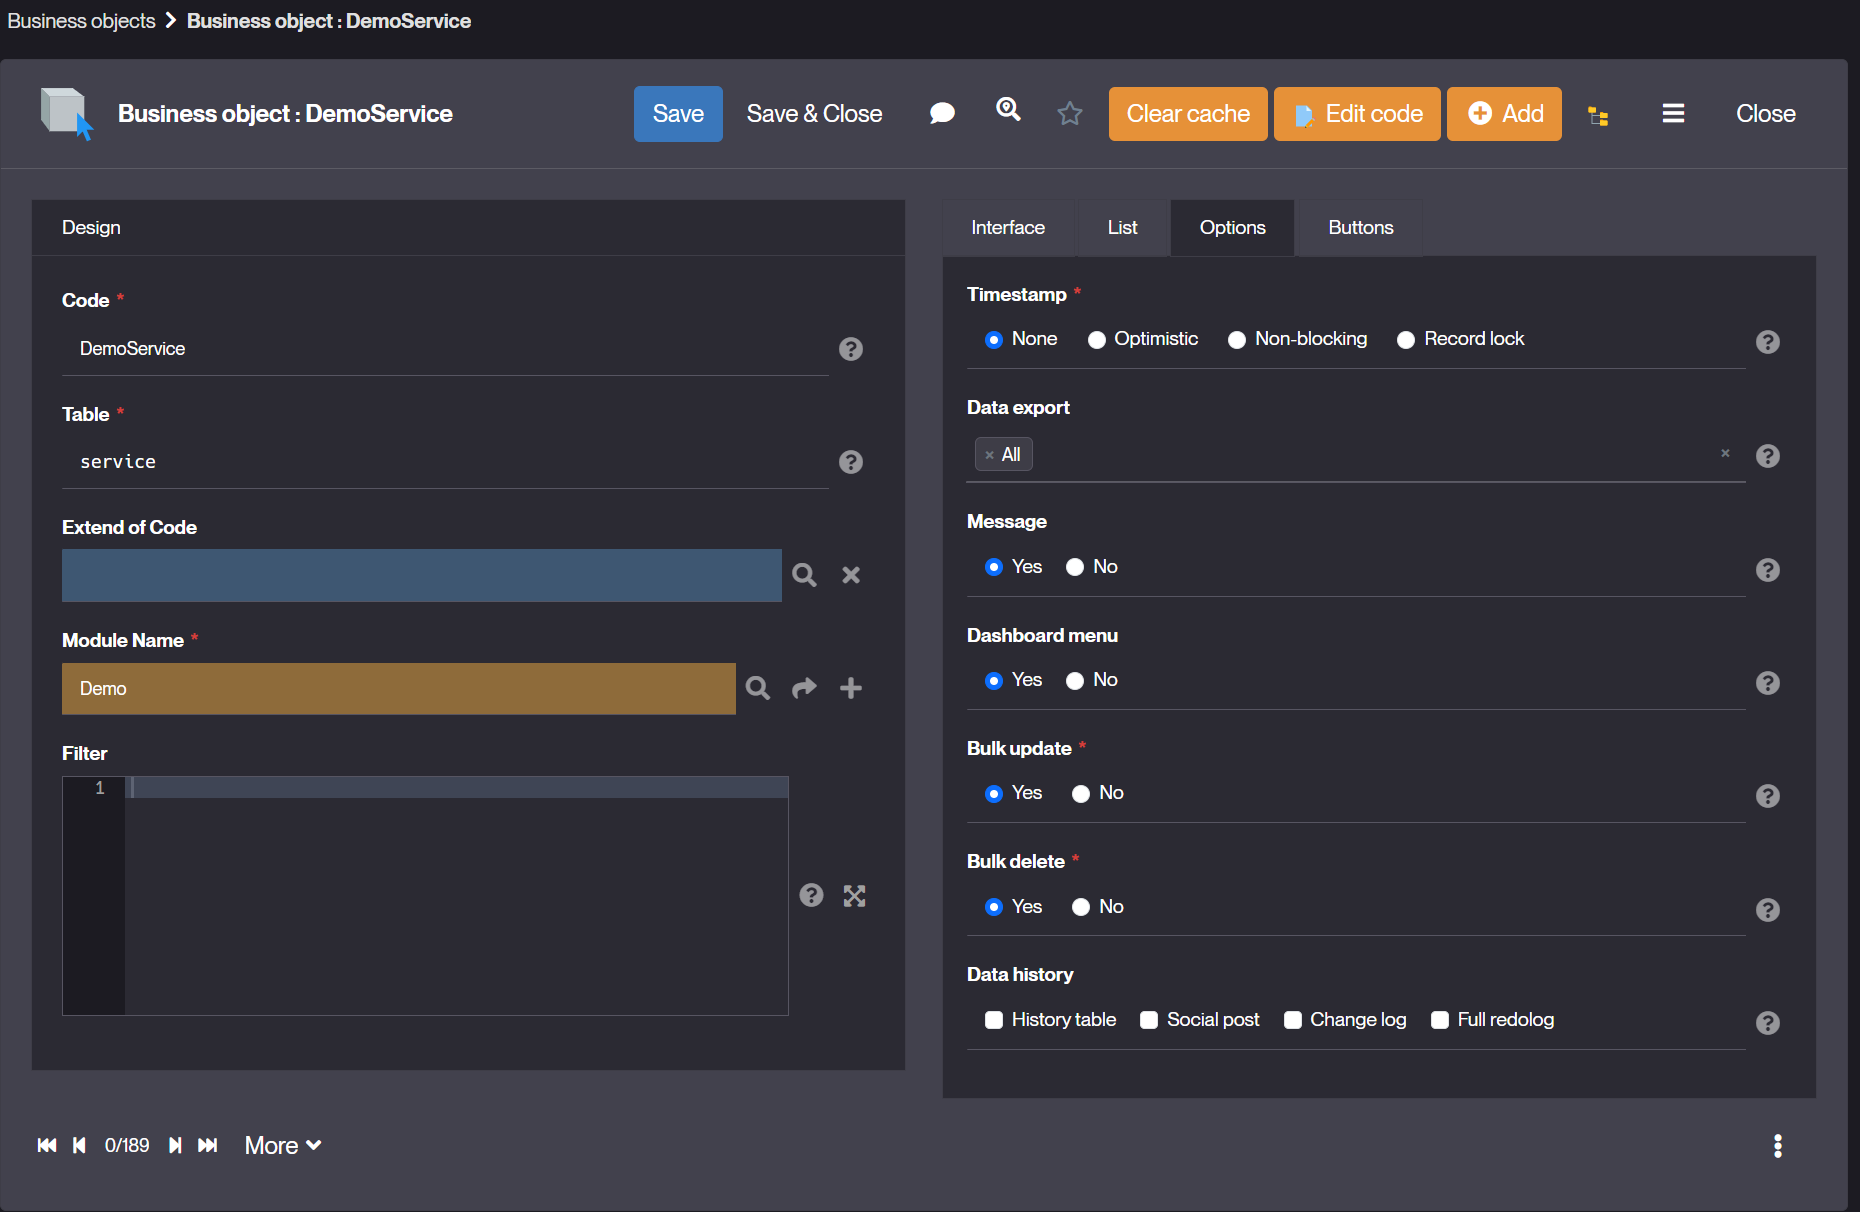 Business objects > Business object : DemoService
Business object : DemoService
Save
Save & Close
Clear cache
Edit code
Add
Close
Design
Code *
DemoService
Table *
service
Extend of Code
Module Name *
Demo
Filter
1
Interface
List
Options
Buttons
Timestamp *
None Optimistic Non-blocking Record lock
Data export
× All ×
Message
Yes No
Dashboard menu
Yes No
Bulk update *
Yes No
Bulk delete *
Yes No
Data history
History table Social post Change log Full redolog
0/189
More